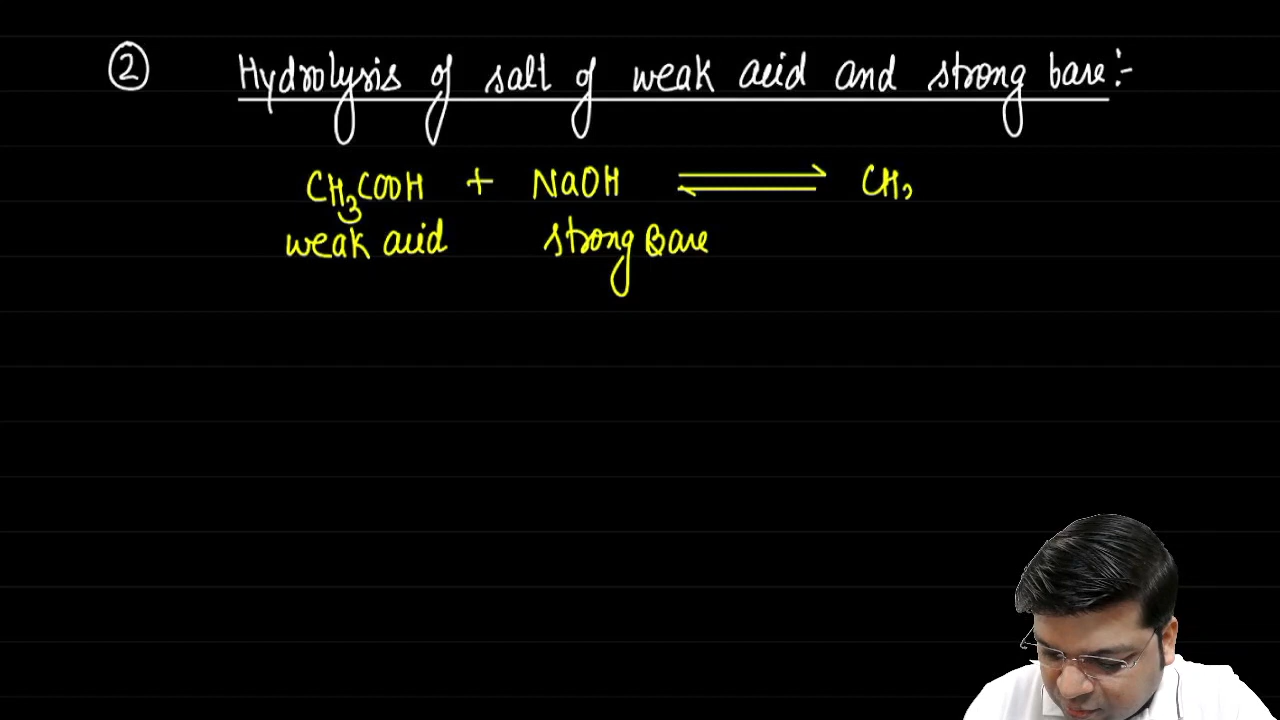 ② Hydrolysis of salt of weak acid and strong base:-
CH₃COOH + NaOH ⇌ CH₃
weak acid strong Base